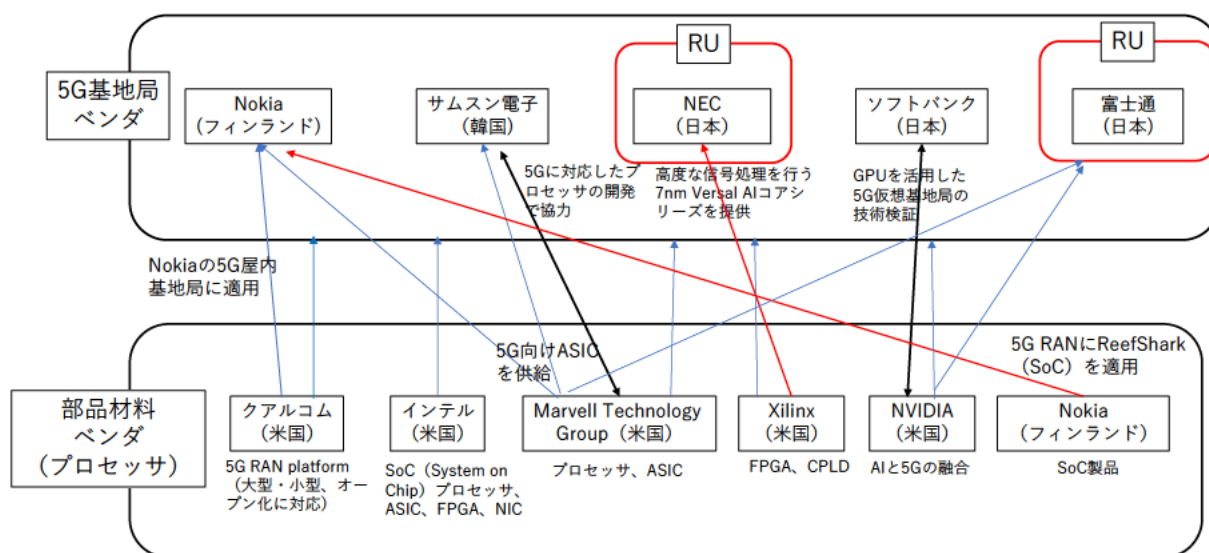 RU
RU
5G基地局
ベンダ
Nokia
(フィンランド)
サムスン電子
(韓国)
NEC
(日本)
ソフトバンク
(日本)
富士通
(日本)
5Gに対応したプ
ロセッサの開発
で協力
高度な信号処理を行う
7nm Versal AIコアシ
リーズを提供
GPUを活用した
5G仮想基地局の
技術検証
Nokiaの5G屋内
基地局に適用
5G向けASIC
を供給
5G RANにReefShark
（SoC）を適用
部品材料
ベンダ
（プロセッサ）
クアルコム
（米国）
インテル
（米国）
Marvell Technology
Group（米国）
Xilinx
（米国）
NVIDIA
（米国）
Nokia
（フィンランド）
5G RAN platform
（大型・小型、オー
プン化に対応）
SoC（System on
Chip）プロセッサ、
ASIC、FPGA、NIC
プロセッサ、ASIC
FPGA、CPLD
AIと5Gの融合
SoC製品